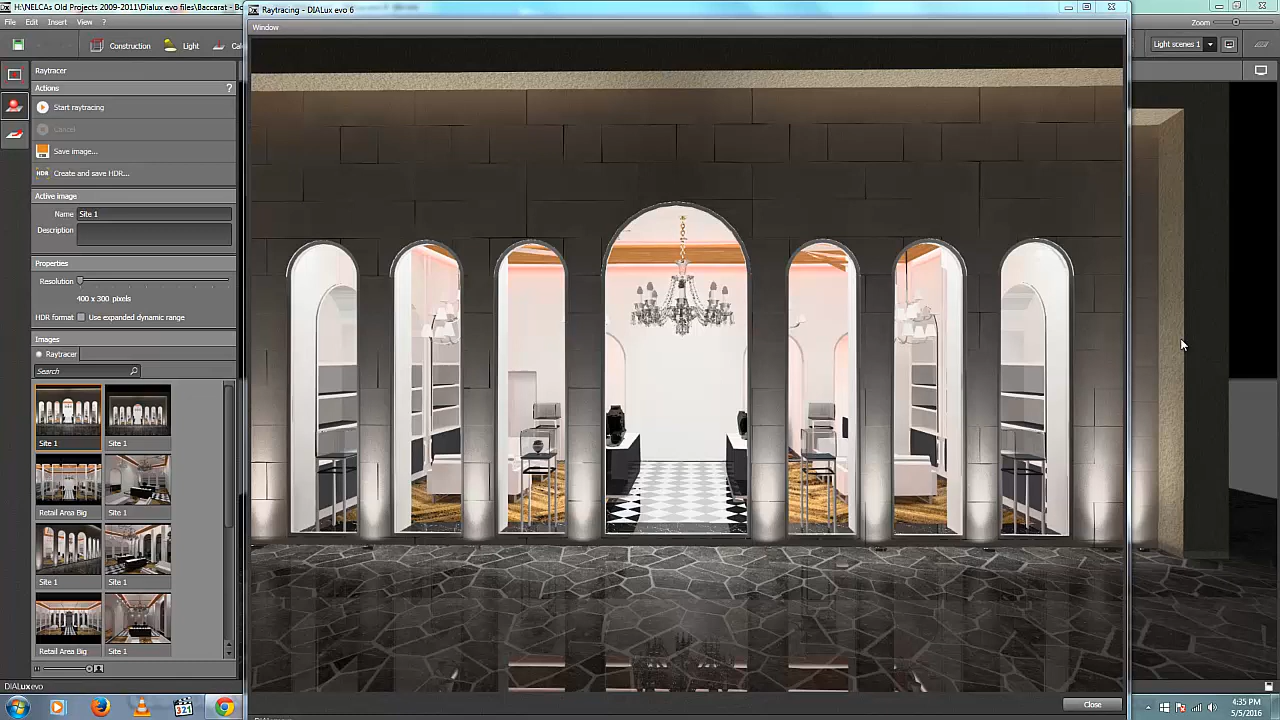 H:\NELCAs Old Projects 2009-2011\Dialux evo files\Baccarat - Bo
Raytracing - DIALux evo 6
File Edit Insert View ?
Window
Zoom
Construction Light Cal
Light scenes 1
Raytracer
Actions ?
Start raytracing
Cancel
Save image...
HDR Create and save HDR...
Active image
Name Site 1
Description
Properties
Resolution
400 x 300 pixels
HDR format Use expanded dynamic range
Images
Raytracer
Search
Site 1 Site 1
Retail Area Big Site 1
Site 1 Site 1
Retail Area Big Site 1
DIALux evo
Close
321
4:35 PM
5/5/2016